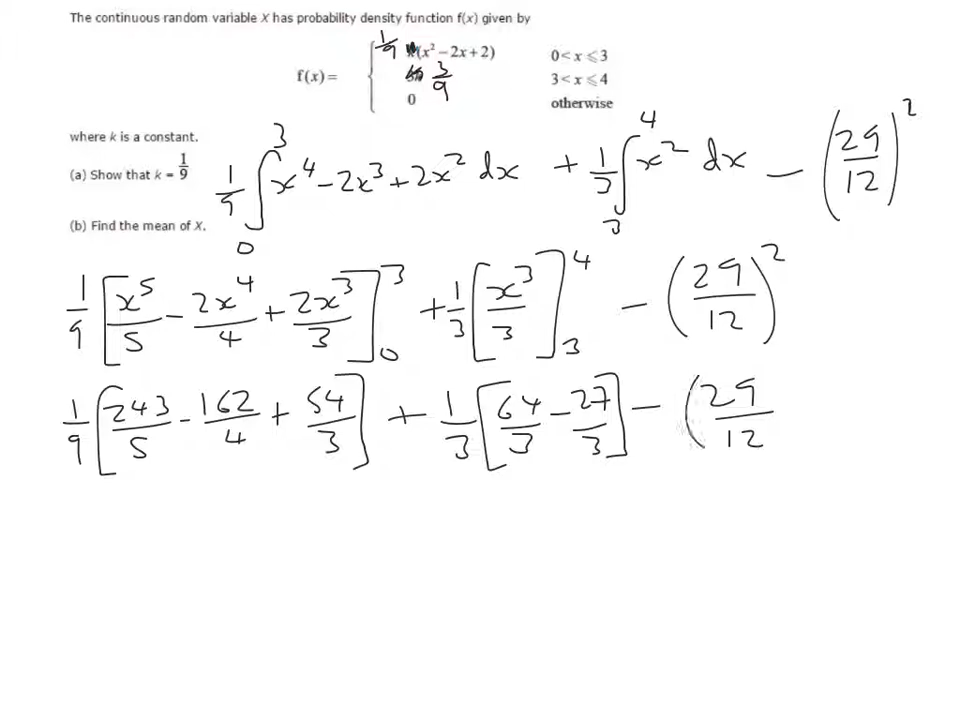 The continuous random variable X has probability density function f(x) given by
1/9 (x² – 2x + 2) 0 < x ⩽ 3
f(x) = 3/9 3 < x ⩽ 4
0 otherwise
where k is a constant.
(a) Show that k = 1/9
(b) Find the mean of X.
1/9 ∫₀³ x⁴ – 2x³ + 2x² dx + 1/3 ∫₃⁴ x² dx – (29/12)²
1/9 [x⁵/5 – 2x⁴/4 + 2x³/3]₀³ + 1/3 [x³/3]₃⁴ – (29/12)²
1/9 [243/5 – 162/4 + 54/3] + 1/3 [64/3 – 27/3] – (29/12